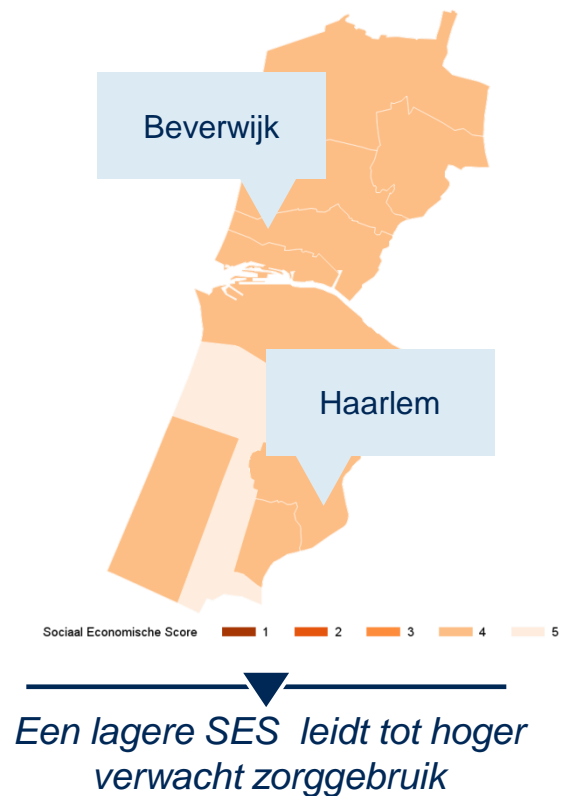 Beverwijk
Haarlem
Sociaal Economische Score 1 2 3 4 5
Een lagere SES leidt tot hoger
verwacht zorggebruik